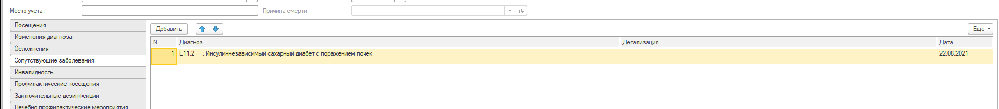 Место учета: Причина смерти:
Посещения
Добавить Еще
Изменения диагноза
N Диагноз Детализация Дата
Осложнения
1 E11.2 , Инсулиннезависимый сахарный диабет с поражением почек 22.08.2021
Сопутствующие заболевания
Инвалидность
Профилактические посещения
Заключительные дезинфекции
Лечебно профилактические мероприятия